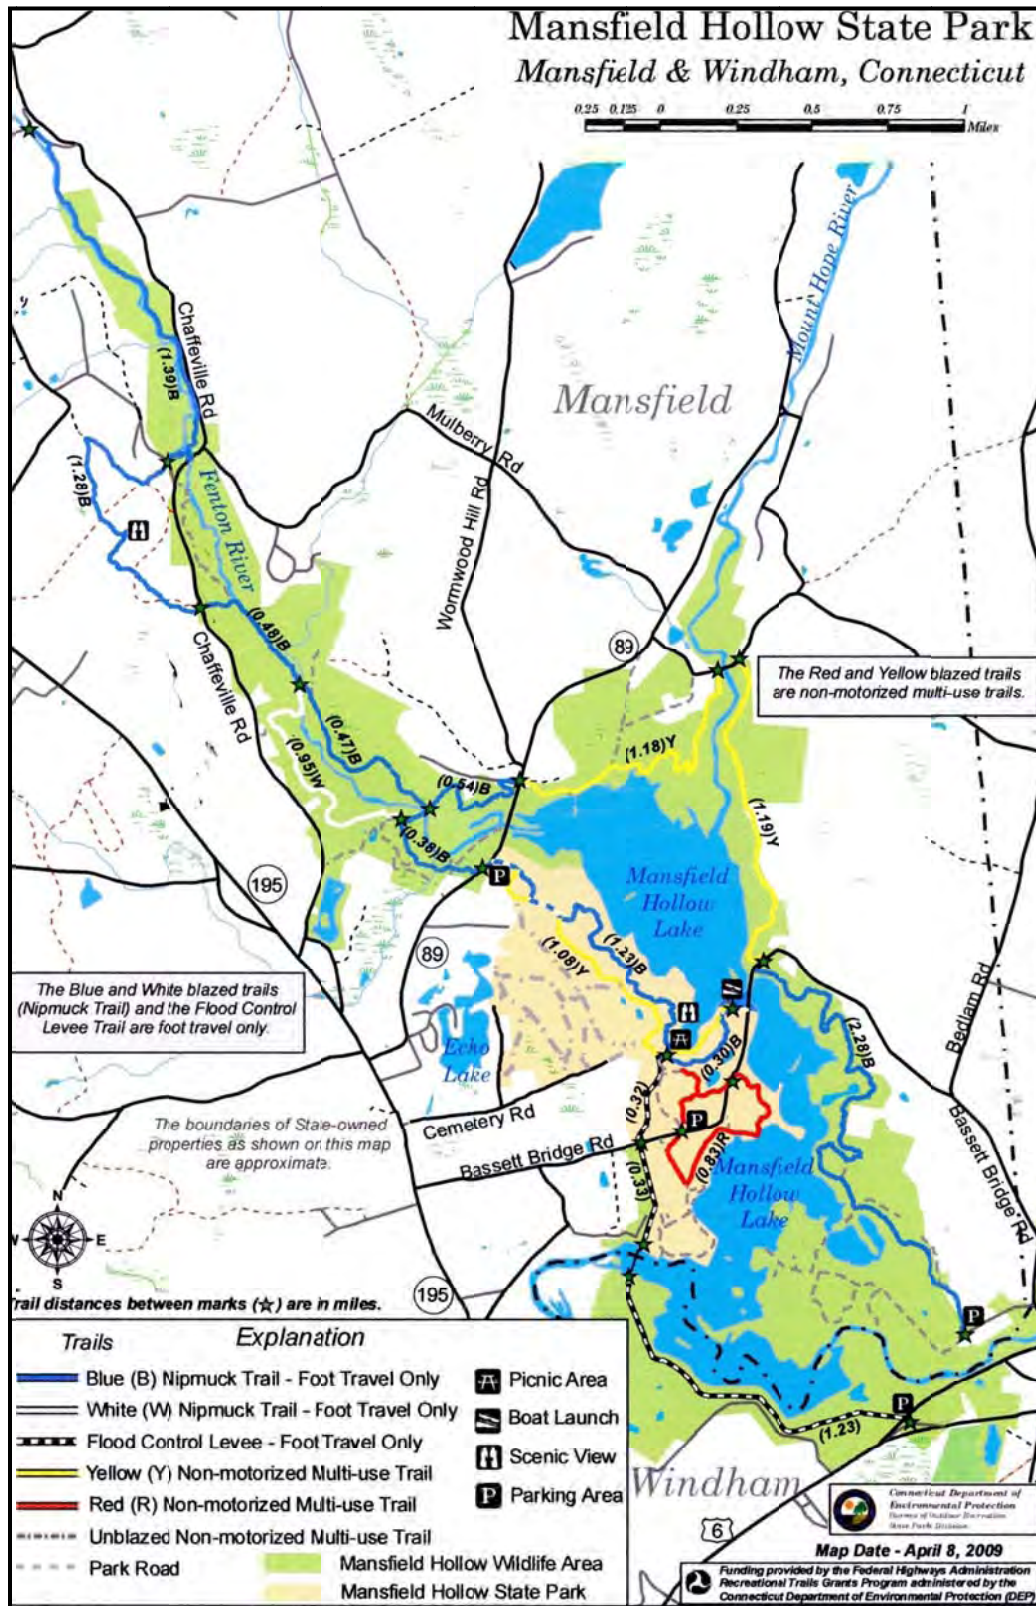 Mansfield Hollow State Park
Mansfield & Windham, Connecticut
0.25 0.125 0 0.25 0.5 0.75 1
Miles
Mount Hope River
Chaffeville Rd
(1.39)B
Mansfield
Mulberry Rd
(1.28)B
Fenton River
Wormwood Hill Rd
(0.48)B
89
Chaffeville Rd
The Red and Yellow blazed trails
are non-motorized multi-use trails.
(0.47)B
(1.18)Y
(0.95)W
(0.54)B
(1.19)Y
(0.38)B
P
195
Mansfield
Hollow
Lake
89
(1.23)B
(1.08)Y
The Blue and White blazed trails
(Nipmuck Trail) and the Flood Control
Levee Trail are foot travel only.
Bedlam Rd
(2.28)B
Echo
Lake
(0.30)B
(0.32)
Cemetery Rd
P
The boundaries of State-owned
properties as shown on this map
are approximate.
Bassett Bridge Rd
(0.83)R
Bassett Bridge Rd
(0.33)
Mansfield
Hollow
Lake
N
W E
S
195
Trail distances between marks (☆) are in miles.
P
Explanation
Trails
Blue (B) Nipmuck Trail - Foot Travel Only
White (W) Nipmuck Trail - Foot Travel Only
Flood Control Levee - Foot Travel Only
Yellow (Y) Non-motorized Multi-use Trail
Red (R) Non-motorized Multi-use Trail
Unblazed Non-motorized Multi-use Trail
Park Road
Picnic Area
Boat Launch
Scenic View
P Parking Area
Mansfield Hollow Wildlife Area
Mansfield Hollow State Park
P
(1.23)
Windham
6
Connecticut Department of
Environmental Protection
Bureau of Outdoor Recreation
State Parks Division
Map Date - April 8, 2009
Funding provided by the Federal Highways Administration
Recreational Trails Grants Program administered by the
Connecticut Department of Environmental Protection (DEP)